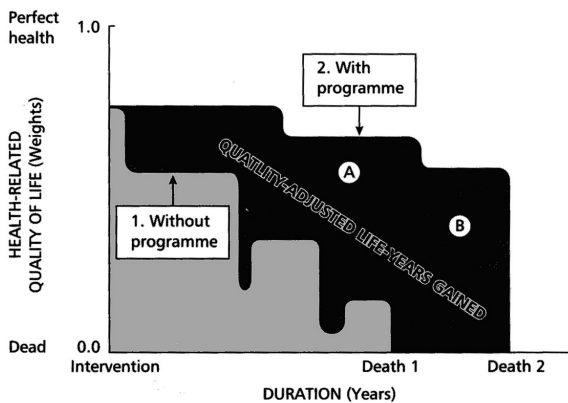 Perfect
health
1.0
2. With
programme
HEALTH-RELATED
QUALITY OF LIFE (Weights)
QUATLITY-ADJUSTED LIFE-YEARS GAINED
A
B
1. Without
programme
Dead
0.0
Intervention
Death 1
Death 2
DURATION (Years)